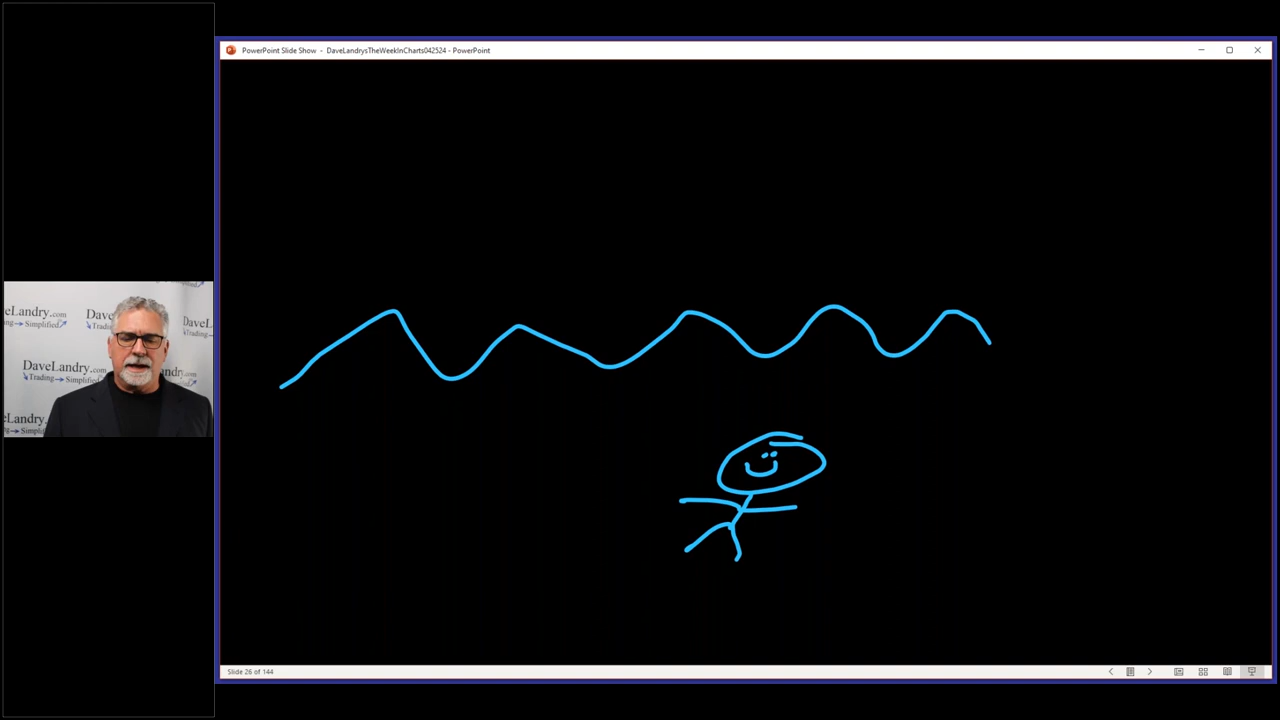 PowerPoint Slide Show - DaveLandrysTheWeekInCharts042524 - PowerPoint
DaveLandry.com
Trading Simplified
Slide 26 of 144